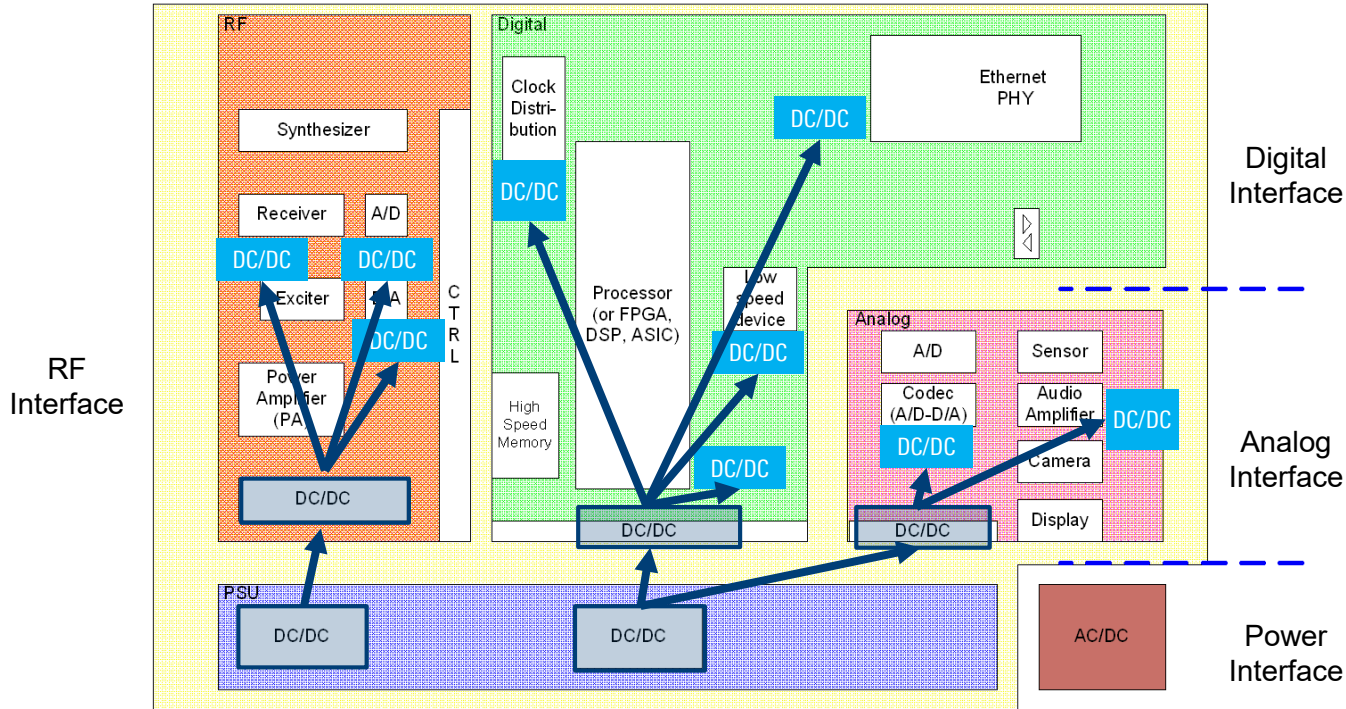 RF
Interface
RF
Synthesizer
Receiver
A/D
DC/DC
DC/DC
Exciter
DC/DC
Power
Amplifier
(PA)
DC/DC
C
T
R
L
Digital
Clock
Distri-
bution
DC/DC
Processor
(or FPGA,
DSP, ASIC)
High
Speed
Memory
DC/DC
Ethernet
PHY
Low
speed
device
DC/DC
DC/DC
DC/DC
Analog
A/D
Sensor
Codec
(A/D-D/A)
Audio
Amplifier
DC/DC
DC/DC
Camera
DC/DC
Display
PSU
DC/DC
DC/DC
AC/DC
Digital
Interface
Analog
Interface
Power
Interface